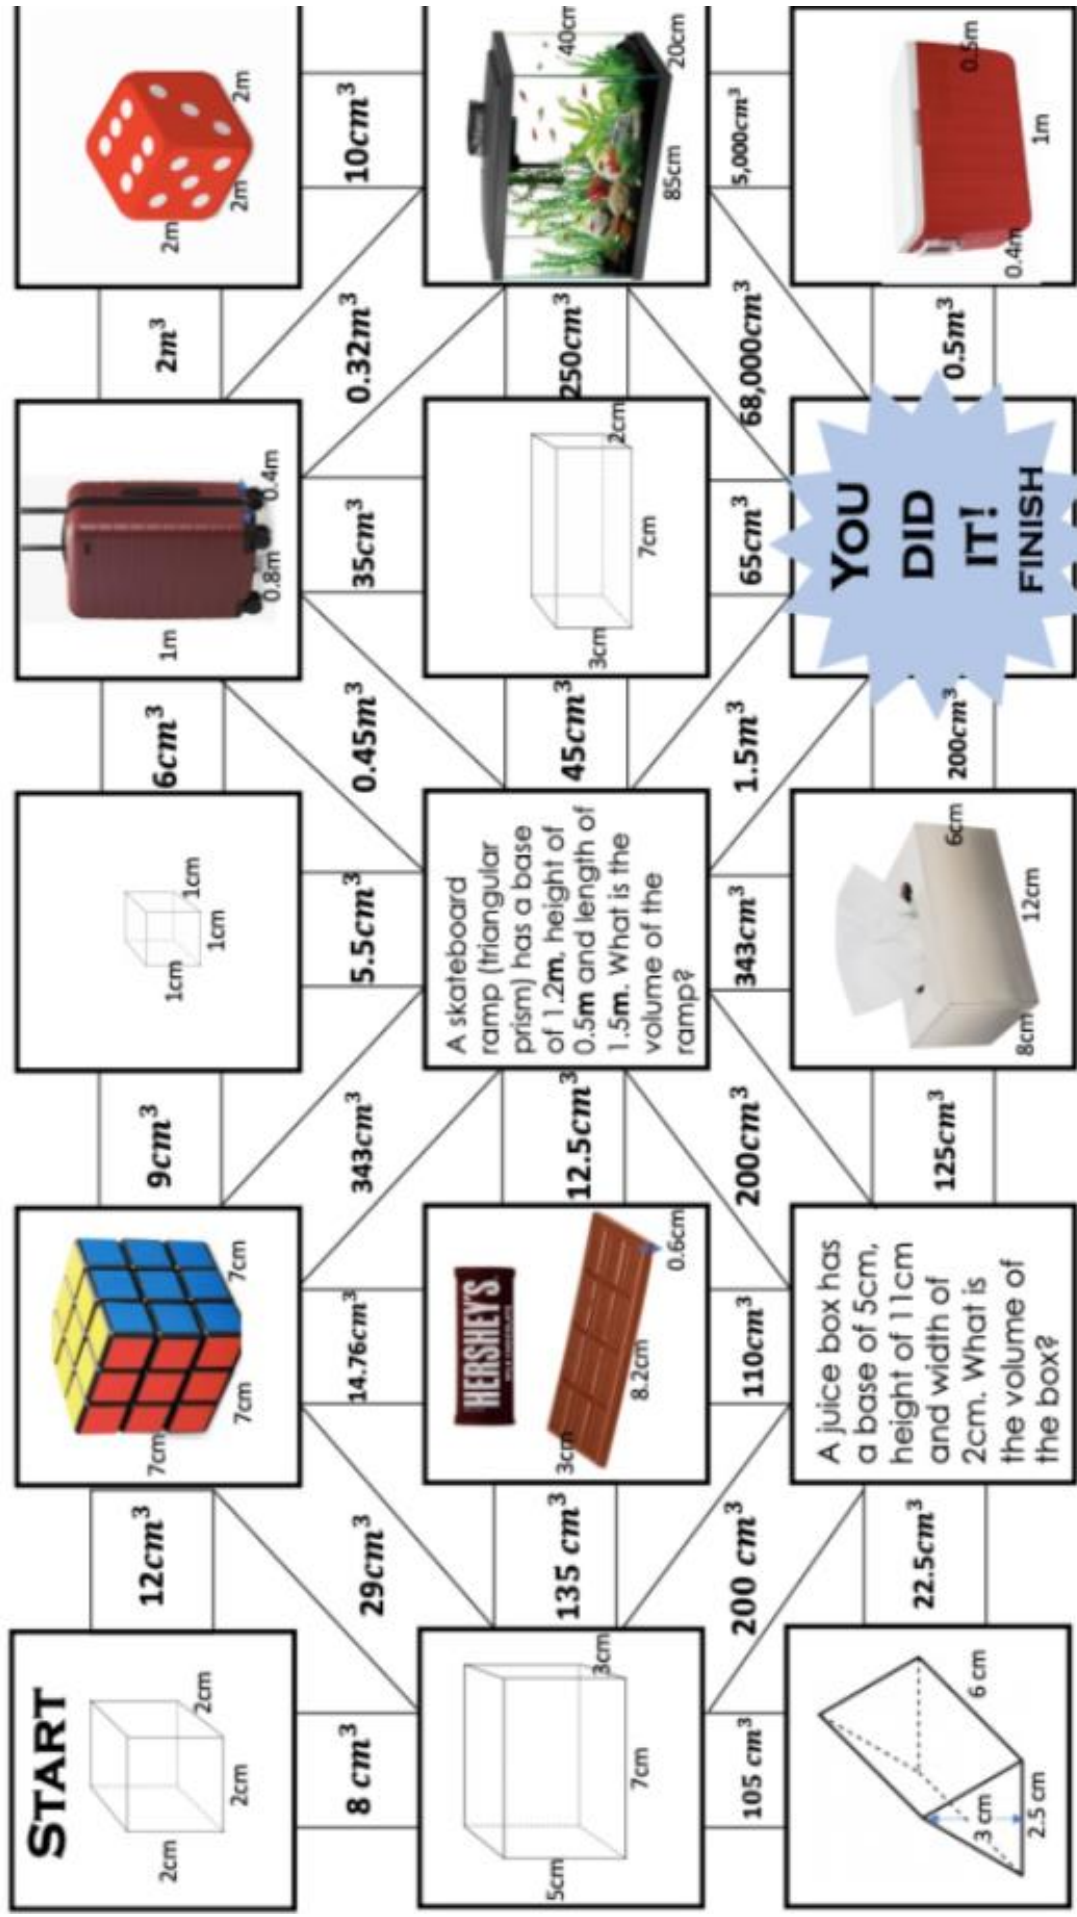 START
2cm
2cm
2cm
12cm³
7cm
7cm
7cm
9cm³
1cm
1cm
1cm
6cm³
1m
0.8m
0.4m
2m³
2m
2m
2m
8 cm³
29cm³
14.76cm³
343cm³
5.5cm³
0.45m³
35cm³
0.32m³
10cm³
5cm
7cm
3cm
135 cm³
HERSHEY'S
3cm
8.2cm
0.6cm
12.5cm³
A skateboard
ramp (triangular
prism) has a base
of 1.2m, height of
0.5m and length of
1.5m. What is the
volume of the
ramp?
45cm³
3cm
7cm
2cm
250cm³
85cm
20cm
40cm
105 cm³
200 cm³
110cm³
200cm³
343cm³
1.5m³
65cm³
68,000cm³
5,000cm³
3 cm
2.5 cm
6 cm
22.5cm³
A juice box has
a base of 5cm,
height of 11cm
and width of
2cm. What is
the volume of
the box?
125cm³
8cm
12cm
6cm
200cm³
YOU
DID
IT!
FINISH
0.5m³
0.4m
1m
0.5m